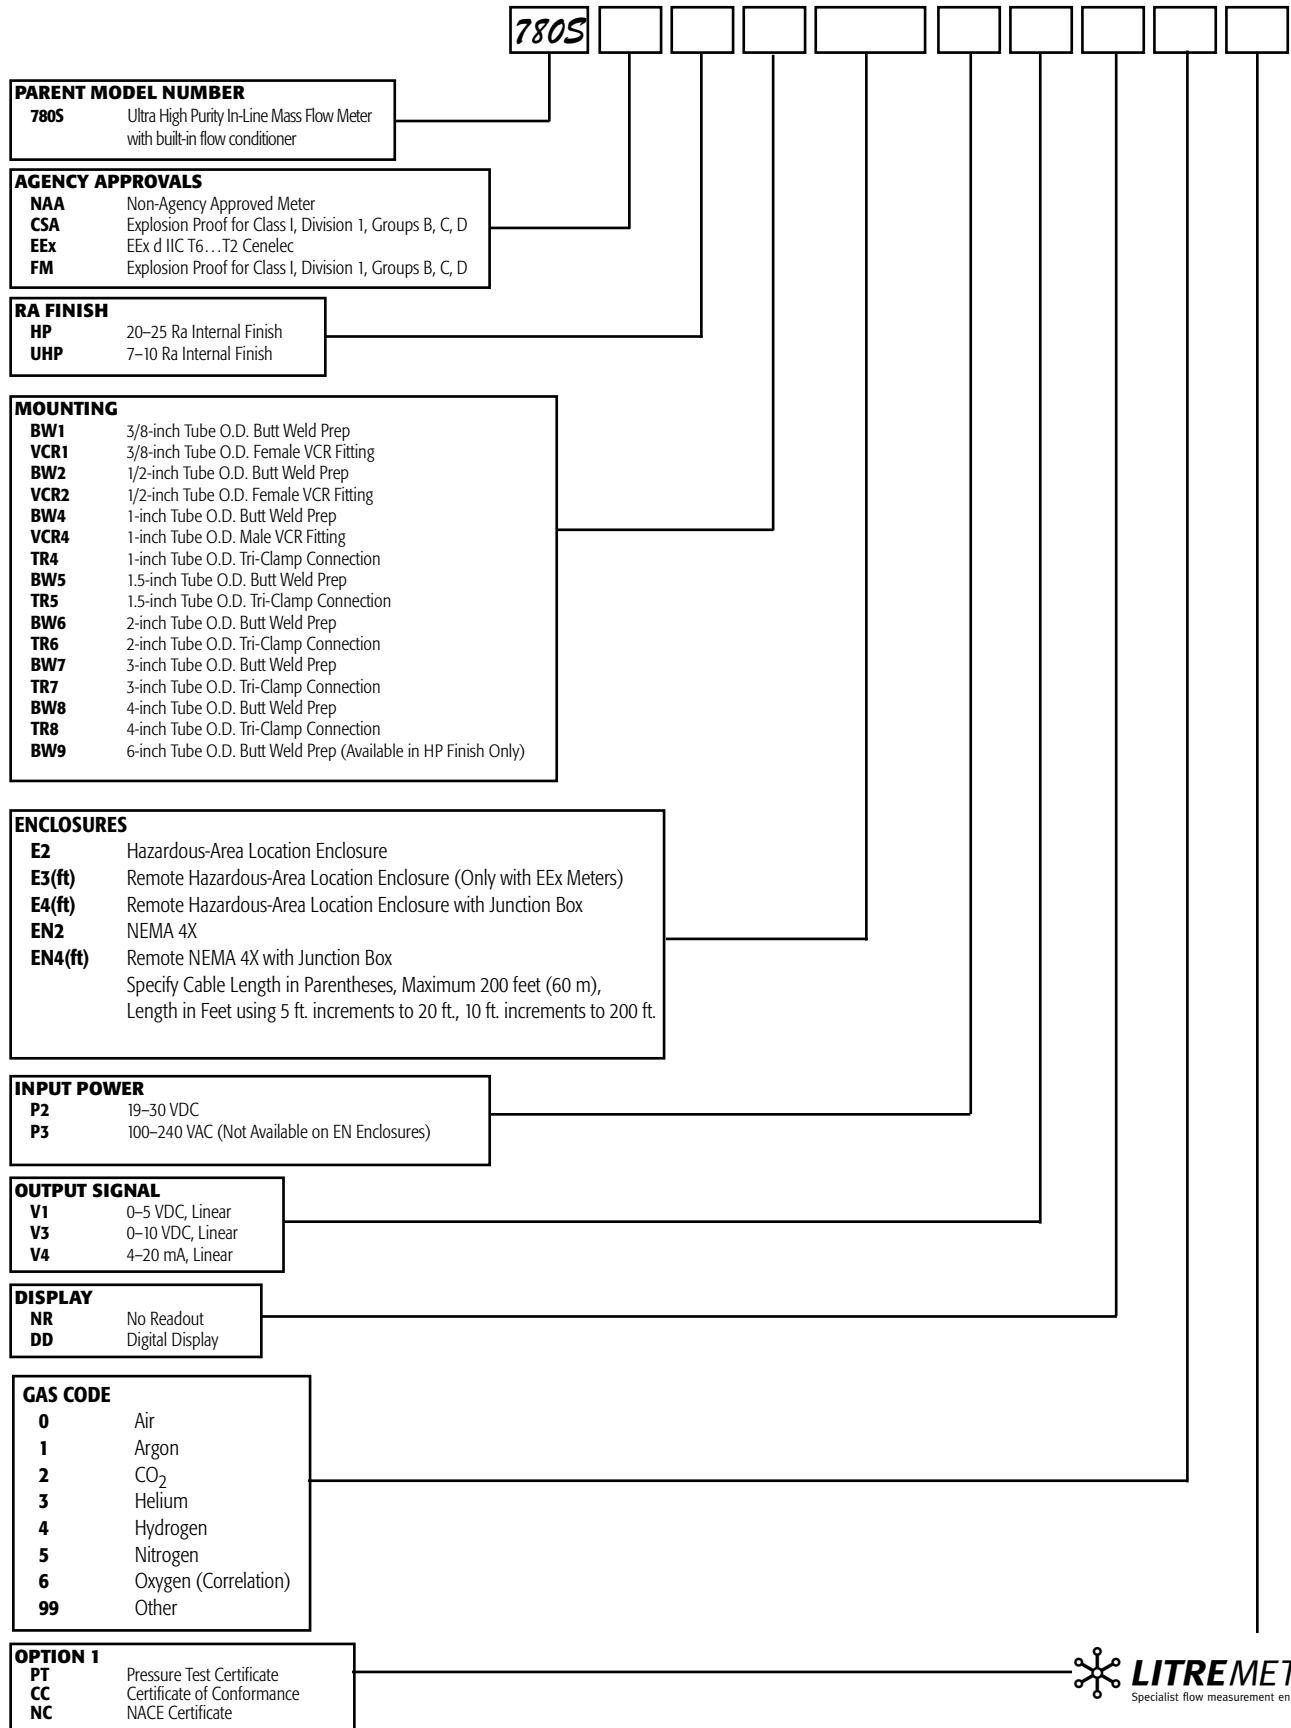 780S
PARENT MODEL NUMBER
780S Ultra High Purity In-Line Mass Flow Meter
with built-in flow conditioner
AGENCY APPROVALS
NAA Non-Agency Approved Meter
CSA Explosion Proof for Class I, Division 1, Groups B, C, D
EEx EEx d IIC T6…T2 Cenelec
FM Explosion Proof for Class I, Division 1, Groups B, C, D
RA FINISH
HP 20–25 Ra Internal Finish
UHP 7–10 Ra Internal Finish
MOUNTING
BW1 3/8-inch Tube O.D. Butt Weld Prep
VCR1 3/8-inch Tube O.D. Female VCR Fitting
BW2 1/2-inch Tube O.D. Butt Weld Prep
VCR2 1/2-inch Tube O.D. Female VCR Fitting
BW4 1-inch Tube O.D. Butt Weld Prep
VCR4 1-inch Tube O.D. Male VCR Fitting
TR4 1-inch Tube O.D. Tri-Clamp Connection
BW5 1.5-inch Tube O.D. Butt Weld Prep
TR5 1.5-inch Tube O.D. Tri-Clamp Connection
BW6 2-inch Tube O.D. Butt Weld Prep
TR6 2-inch Tube O.D. Tri-Clamp Connection
BW7 3-inch Tube O.D. Butt Weld Prep
TR7 3-inch Tube O.D. Tri-Clamp Connection
BW8 4-inch Tube O.D. Butt Weld Prep
TR8 4-inch Tube O.D. Tri-Clamp Connection
BW9 6-inch Tube O.D. Butt Weld Prep (Available in HP Finish Only)
ENCLOSURES
E2 Hazardous-Area Location Enclosure
E3(ft) Remote Hazardous-Area Location Enclosure (Only with EEx Meters)
E4(ft) Remote Hazardous-Area Location Enclosure with Junction Box
EN2 NEMA 4X
EN4(ft) Remote NEMA 4X with Junction Box
Specify Cable Length in Parentheses, Maximum 200 feet (60 m),
Length in Feet using 5 ft. increments to 20 ft., 10 ft. increments to 200 ft.
INPUT POWER
P2 19–30 VDC
P3 100–240 VAC (Not Available on EN Enclosures)
OUTPUT SIGNAL
V1 0–5 VDC, Linear
V3 0–10 VDC, Linear
V4 4–20 mA, Linear
DISPLAY
NR No Readout
DD Digital Display
GAS CODE
0 Air
1 Argon
2 CO2
3 Helium
4 Hydrogen
5 Nitrogen
6 Oxygen (Correlation)
99 Other
OPTION 1
PT Pressure Test Certificate
CC Certificate of Conformance
NC NACE Certificate
LITREMET
Specialist flow measurement en